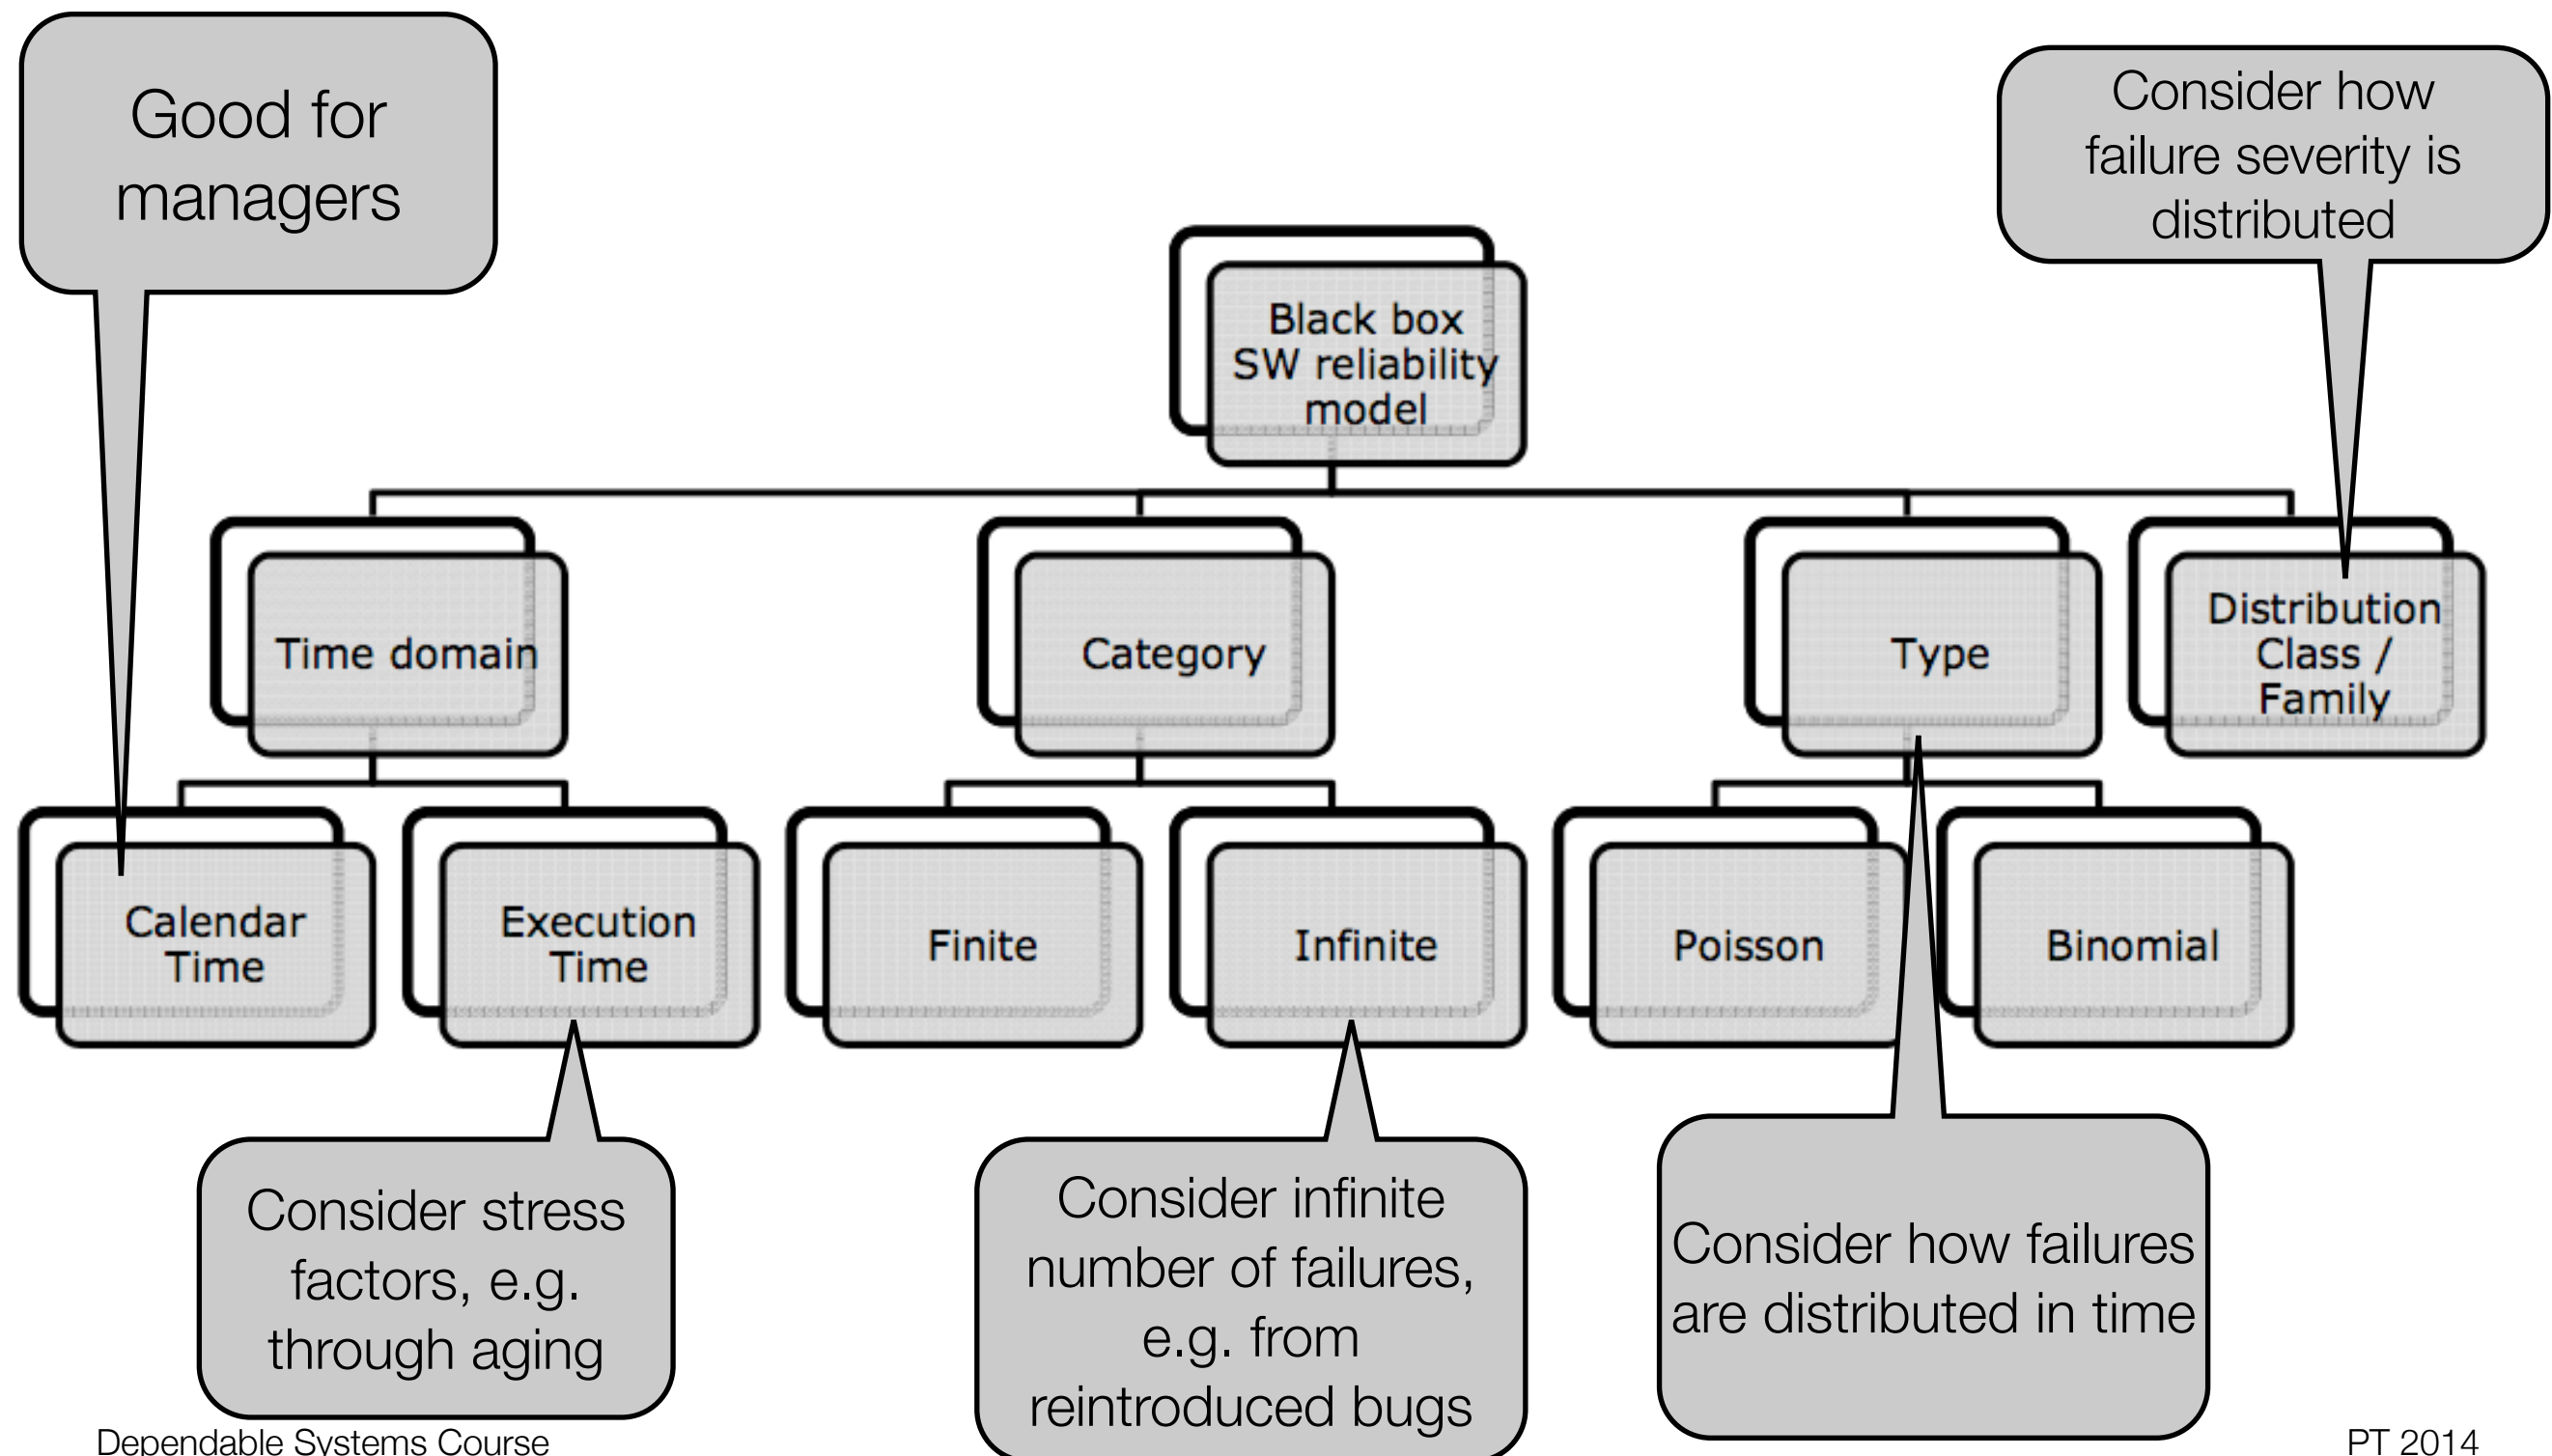 Good for
managers
Consider how
failure severity is
distributed
Black box
SW reliability
model
Time domain
Category
Type
Distribution
Class /
Family
Calendar
Time
Execution
Time
Finite
Infinite
Poisson
Binomial
Consider stress
factors, e.g.
through aging
Consider infinite
number of failures,
e.g. from
reintroduced bugs
Consider how failures
are distributed in time
Dependable Systems Course
PT 2014